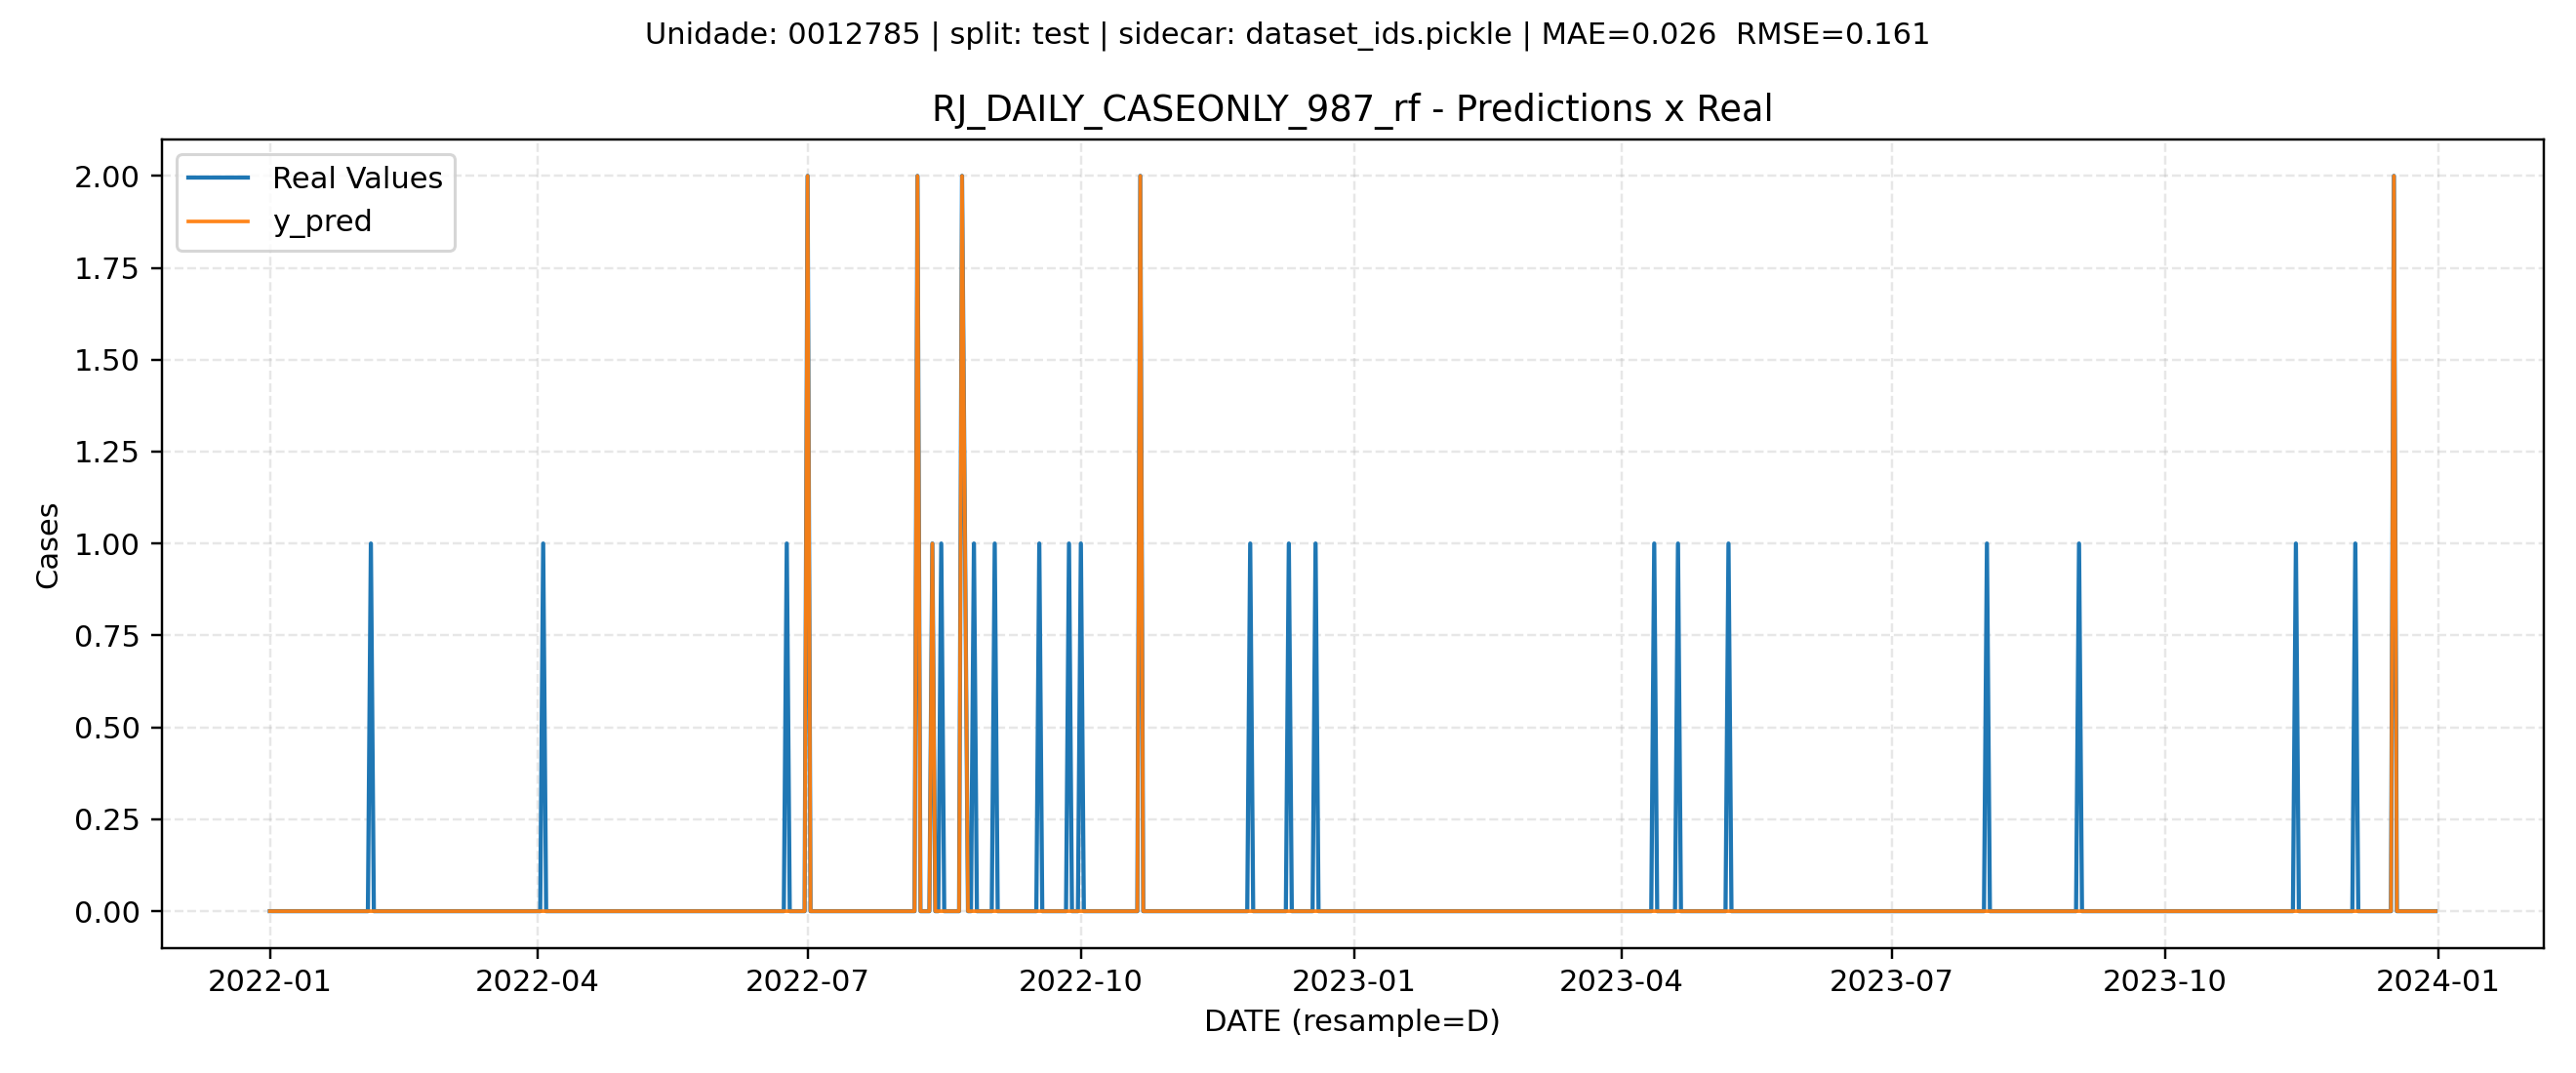 Unidade: 0012785 | split: test | sidecar: dataset_ids.pickle | MAE=0.026  RMSE=0.161
RJ_DAILY_CASEONLY_987_rf - Predictions x Real
Real Values
y_pred
2.00
1.75
1.50
1.25
1.00
0.75
0.50
0.25
0.00
Cases
2022-01 2022-04 2022-07 2022-10 2023-01 2023-04 2023-07 2023-10 2024-01
DATE (resample=D)